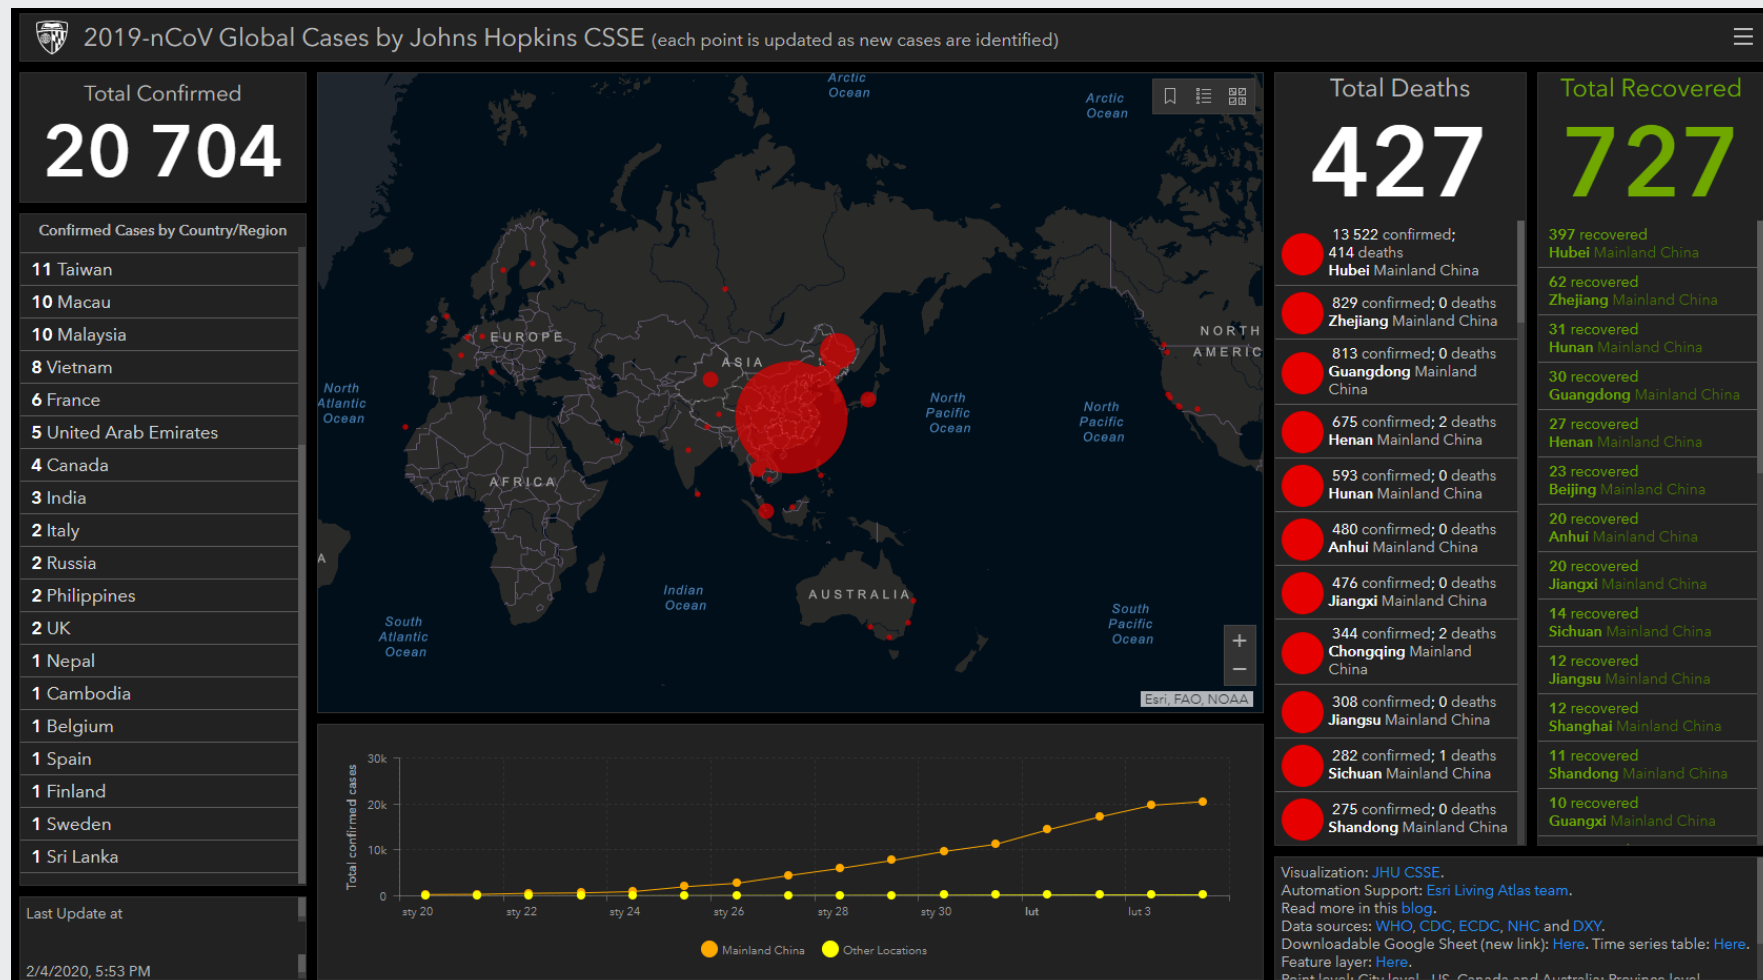 2019-nCoV Global Cases by Johns Hopkins CSSE (each point is updated as new cases are identified)
Total Confirmed
20 704
Confirmed Cases by Country/Region
11 Taiwan
10 Macau
10 Malaysia
8 Vietnam
6 France
5 United Arab Emirates
4 Canada
3 India
2 Italy
2 Russia
2 Philippines
2 UK
1 Nepal
1 Cambodia
1 Belgium
1 Spain
1 Finland
1 Sweden
1 Sri Lanka
Last Update at
2/4/2020, 5:53 PM
Arctic
Ocean
Arctic
Ocean
EUROPE
ASIA
NORTH
AMERIC
North
Atlantic
Ocean
North
Pacific
Ocean
North
Pacific
Ocean
AFRICA
A
Indian
Ocean
AUSTRALIA
South
Atlantic
Ocean
South
Pacific
Ocean
+
−
Esri, FAO, NOAA
Total confirmed cases
30k
20k
10k
0
sty 20
sty 22
sty 24
sty 26
sty 28
sty 30
lut
lut 3
Mainland China
Other Locations
Total Deaths
427
13 522 confirmed;
414 deaths
Hubei Mainland China
829 confirmed; 0 deaths
Zhejiang Mainland China
813 confirmed; 0 deaths
Guangdong Mainland
China
675 confirmed; 2 deaths
Henan Mainland China
593 confirmed; 0 deaths
Hunan Mainland China
480 confirmed; 0 deaths
Anhui Mainland China
476 confirmed; 0 deaths
Jiangxi Mainland China
344 confirmed; 2 deaths
Chongqing Mainland
China
308 confirmed; 0 deaths
Jiangsu Mainland China
282 confirmed; 1 deaths
Sichuan Mainland China
275 confirmed; 0 deaths
Shandong Mainland China
Total Recovered
727
397 recovered
Hubei Mainland China
62 recovered
Zhejiang Mainland China
31 recovered
Hunan Mainland China
30 recovered
Guangdong Mainland China
27 recovered
Henan Mainland China
23 recovered
Beijing Mainland China
20 recovered
Anhui Mainland China
20 recovered
Jiangxi Mainland China
14 recovered
Sichuan Mainland China
12 recovered
Jiangsu Mainland China
12 recovered
Shanghai Mainland China
11 recovered
Shandong Mainland China
10 recovered
Guangxi Mainland China
Visualization: JHU CSSE.
Automation Support: Esri Living Atlas team.
Read more in this blog.
Data sources: WHO, CDC, ECDC, NHC and DXY.
Downloadable Google Sheet (new link): Here. Time series table: Here.
Feature layer: Here.
Point level: City level - US, Canada and Australia; Province level